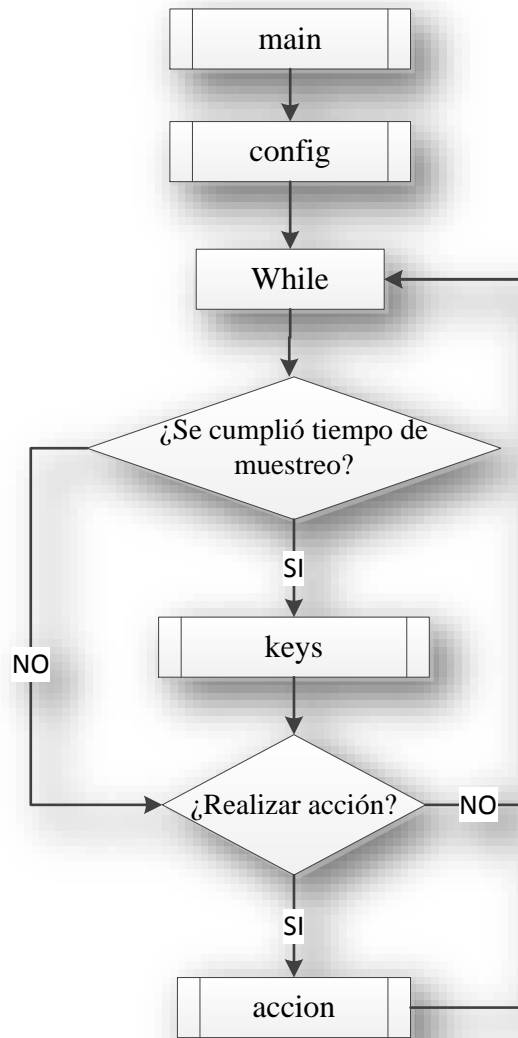 main
config
While
¿Se cumplió tiempo de
muestreo?
SI
keys
NO
¿Realizar acción?
NO
SI
accion